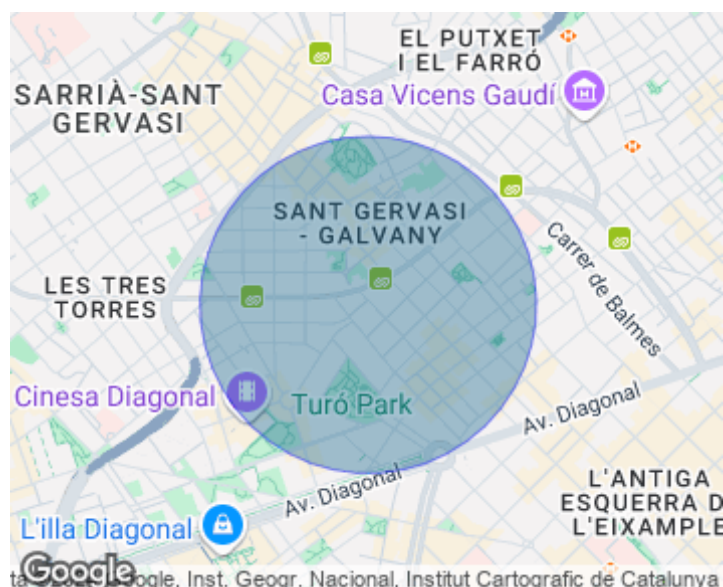 EL PUTXET
I EL FARRÓ
SARRIÀ-SANT
GERVASI
Casa Vicens Gaudí
SANT GERVASI
- GALVANY
Carrer de Balmes
LES TRES
TORRES
Cinesa Diagonal
Turó Park
Av. Diagonal
Av. Diagonal
L'ANTIGA
ESQUERRA D
L'EIXAMPLE
L'illa Diagonal
Google
Google, Inst. Geogr. Nacional, Institut Cartografic de Catalunya